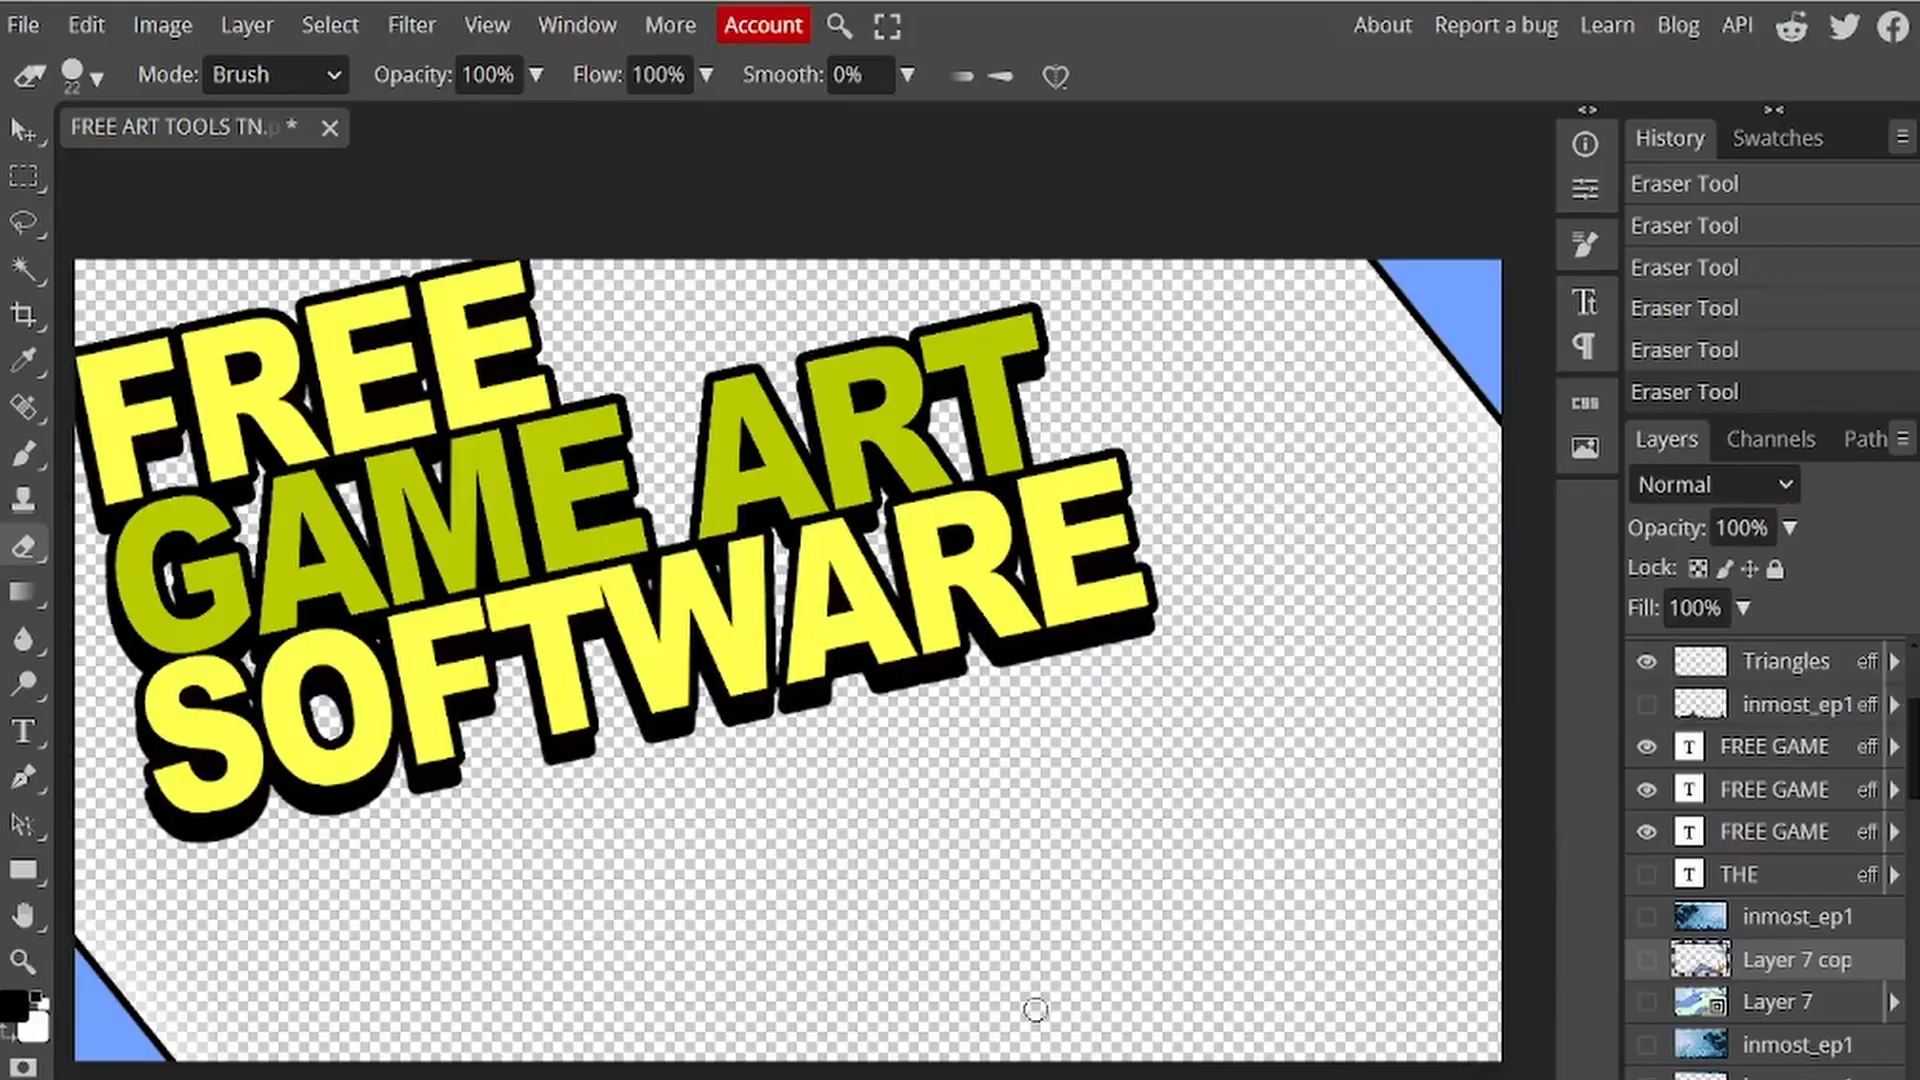 File Edit Image Layer Select Filter View Window More Account About Report a bug Learn Blog API
22 Mode: Brush Opacity: 100% Flow: 100% Smooth: 0%
FREE ART TOOLS TN.p *
History Swatches
Eraser Tool
Eraser Tool
Eraser Tool
Eraser Tool
Eraser Tool
Eraser Tool
FREE
GAME ART
SOFTWARE
CSS
Layers Channels Path
Normal
Opacity: 100%
Lock:
Fill: 100%
Triangles eff
inmost_ep1 eff
T FREE GAME eff
T FREE GAME eff
T FREE GAME eff
T THE eff
inmost_ep1
Layer 7 cop
Layer 7
inmost_ep1